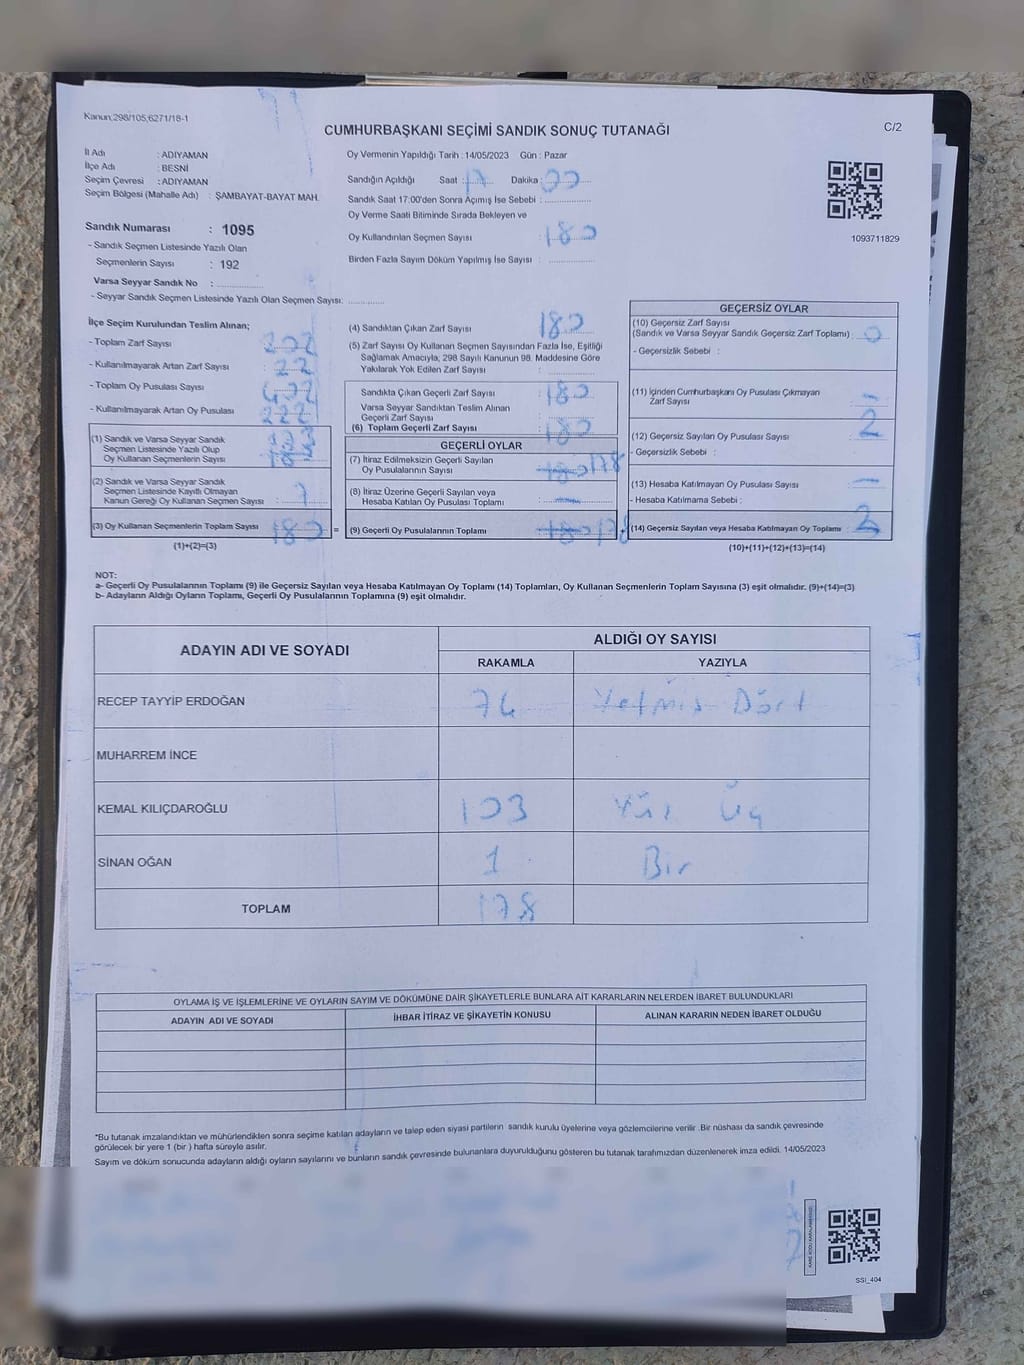 Kanun;298/105;6271/18-1
CUMHURBAŞKANI SEÇİMİ SANDIK SONUÇ TUTANAĞI
C/2
İl Adı : ADIYAMAN
İlçe Adı : BESNİ
Seçim Çevresi : ADIYAMAN
Seçim Bölgesi (Mahalle Adı) : ŞAMBAYAT-BAYAT MAH.
Oy Vermenin Yapıldığı Tarih : 14/05/2023 Gün : Pazar
Sandığın Açıldığı Saat : 17 Dakika : 00
Sandık Saat 17:00'den Sonra Açımış İse Sebebi :
Oy Verme Saati Bitiminde Sırada Bekleyen ve
Oy Kullandırılan Seçmen Sayısı : 180
Birden Fazla Sayım Döküm Yapılmış İse Sayısı :
1093711829
Sandık Numarası : 1095
- Sandık Seçmen Listesinde Yazılı Olan
Seçmenlerin Sayısı : 192
Varsa Seyyar Sandık No :
- Seyyar Sandık Seçmen Listesinde Yazılı Olan Seçmen Sayısı:
İlçe Seçim Kurulundan Teslim Alınan;
- Toplam Zarf Sayısı
- Kullanılmayarak Artan Zarf Sayısı : 22
- Toplam Oy Pusulası Sayısı
- Kullanılmayarak Artan Oy Pusulası
(1) Sandık ve Varsa Seyyar Sandık
Seçmen Listesinde Yazılı Olup
Oy Kullanan Seçmenlerin Sayısı
(2) Sandık ve Varsa Seyyar Sandık
Seçmen Listesinde Kayıtlı Olmayan
Kanun Gereği Oy Kullanan Seçmen Sayısı : 7
(3) Oy Kullanan Seçmenlerin Toplam Sayısı 180 =
(1)+(2)=(3)
(4) Sandıktan Çıkan Zarf Sayısı : 180
(5) Zarf Sayısı Oy Kullanan Seçmen Sayısından Fazla İse, Eşitliği
Sağlamak Amacıyla, 298 Sayılı Kanunun 98. Maddesine Göre
Yakılarak Yok Edilen Zarf Sayısı :
Sandıkta Çıkan Geçerli Zarf Sayısı : 180
Varsa Seyyar Sandıktan Teslim Alınan
Geçerli Zarf Sayısı :
(6) Toplam Geçerli Zarf Sayısı : 180
GEÇERLİ OYLAR
(7) İtiraz Edilmeksizin Geçerli Sayılan
Oy Pusulalarının Sayısı : 180 178
(8) İtiraz Üzerine Geçerli Sayılan veya
Hesaba Katılan Oy Pusulası Toplamı : —
(9) Geçerli Oy Pusulalarının Toplamı : 180 178
GEÇERSİZ OYLAR
(10) Geçersiz Zarf Sayısı
(Sandık ve Varsa Seyyar Sandık Geçersiz Zarf Toplamı) : 0
- Geçersizlik Sebebi :
(11) İçinden Cumhurbaşkanı Oy Pusulası Çıkmayan
Zarf Sayısı : —
(12) Geçersiz Sayılan Oy Pusulası Sayısı : 2
- Geçersizlik Sebebi :
(13) Hesaba Katılmayan Oy Pusulası Sayısı : —
- Hesaba Katılmama Sebebi :
(14) Geçersiz Sayılan veya Hesaba Katılmayan Oy Toplamı : 2
(10)+(11)+(12)+(13)=(14)
NOT:
a- Geçerli Oy Pusulalarının Toplamı (9) ile Geçersiz Sayılan veya Hesaba Katılmayan Oy Toplamı (14) Toplamları, Oy Kullanan Seçmenlerin Toplam Sayısına (3) eşit olmalıdır. (9)+(14)=(3)
b- Adayların Aldığı Oyların Toplamı, Geçerli Oy Pusulalarının Toplamına (9) eşit olmalıdır.
ADAYIN ADI VE SOYADI
ALDIĞI OY SAYISI
RAKAMLA YAZIYLA
RECEP TAYYİP ERDOĞAN 74 Yetmiş Dört
MUHARREM İNCE
KEMAL KILIÇDAROĞLU 103 Yüz Üç
SİNAN OĞAN 1 Bir
TOPLAM 178
OYLAMA İŞ VE İŞLEMLERİNE VE OYLARIN SAYIM VE DÖKÜMÜNE DAİR ŞİKAYETLERLE BUNLARA AİT KARARLARIN NELERDEN İBARET BULUNDUKLARI
ADAYIN ADI VE SOYADI İHBAR İTİRAZ VE ŞİKAYETİN KONUSU ALINAN KARARIN NEDEN İBARET OLDUĞU
*Bu tutanak imzalandıktan ve mühürlendikten sonra seçime katılan adayların ve talep eden siyasi partilerin sandık kurulu üyelerine veya gözlemcilerine verilir .Bir nüshası da sandık çevresinde
görülecek bir yere 1 (bir ) hafta süreyle asılır.
Sayım ve döküm sonucunda adayların aldığı oyların sayılarını ve bunların sandık çevresinde bulunanlara duyurulduğunu gösteren bu tutanak tarafımızdan düzenlenerek imza edildi. 14/05/2023
SSİ_404